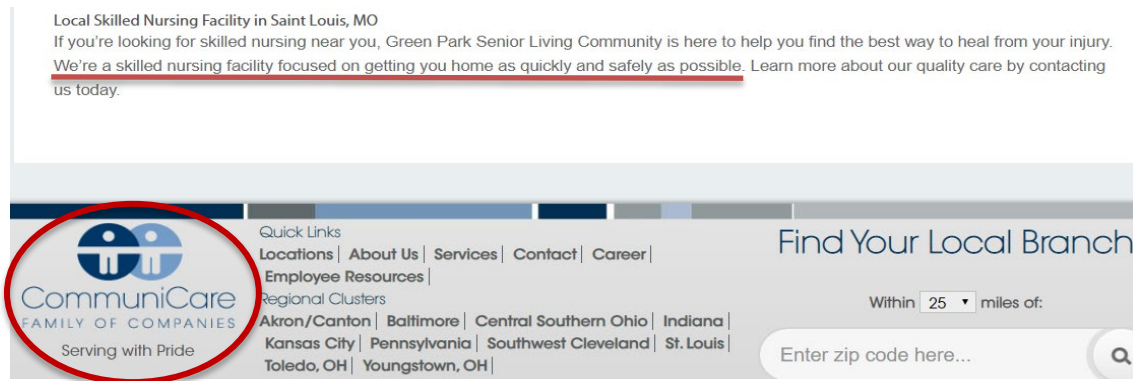 Local Skilled Nursing Facility in Saint Louis, MO
If you're looking for skilled nursing near you, Green Park Senior Living Community is here to help you find the best way to heal from your injury.
We're a skilled nursing facility focused on getting you home as quickly and safely as possible. Learn more about our quality care by contacting
us today.
CommuniCare
FAMILY OF COMPANIES
Serving with Pride
Quick Links
Locations| About Us| Services| Contact| Career|
Employee Resources|
Regional Clusters
Akron/Canton| Baltimore| Central Southern Ohio| Indiana|
Kansas City| Pennsylvania| Southwest Cleveland| St. Louis|
Toledo, OH| Youngstown, OH|
Find Your Local Branch
Within 25 miles of:
Enter zip code here...